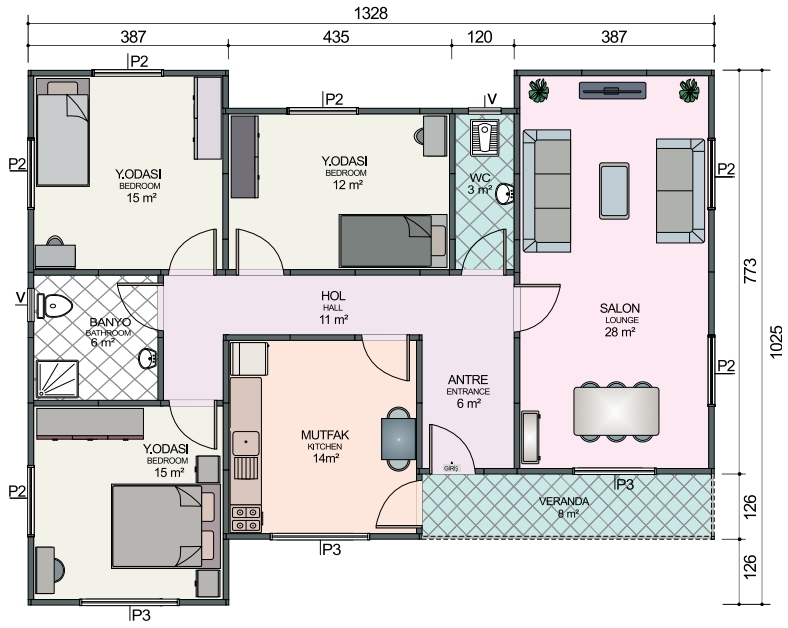 1328
387
435
120
387
P2
P2
V
P2
P2
Y.ODASI
BEDROOM
15 m²
Y.ODASI
BEDROOM
12 m²
WC
3 m²
V
BANYO
BATHROOM
6 m²
HOL
HALL
11 m²
SALON
LOUNGE
28 m²
773
1025
P2
ANTRE
ENTRANCE
6 m²
MUTFAK
KITCHEN
14m²
Y.ODASI
BEDROOM
15 m²
GİRİŞ
P2
P3
VERANDA
8 m²
126
P3
126
P3